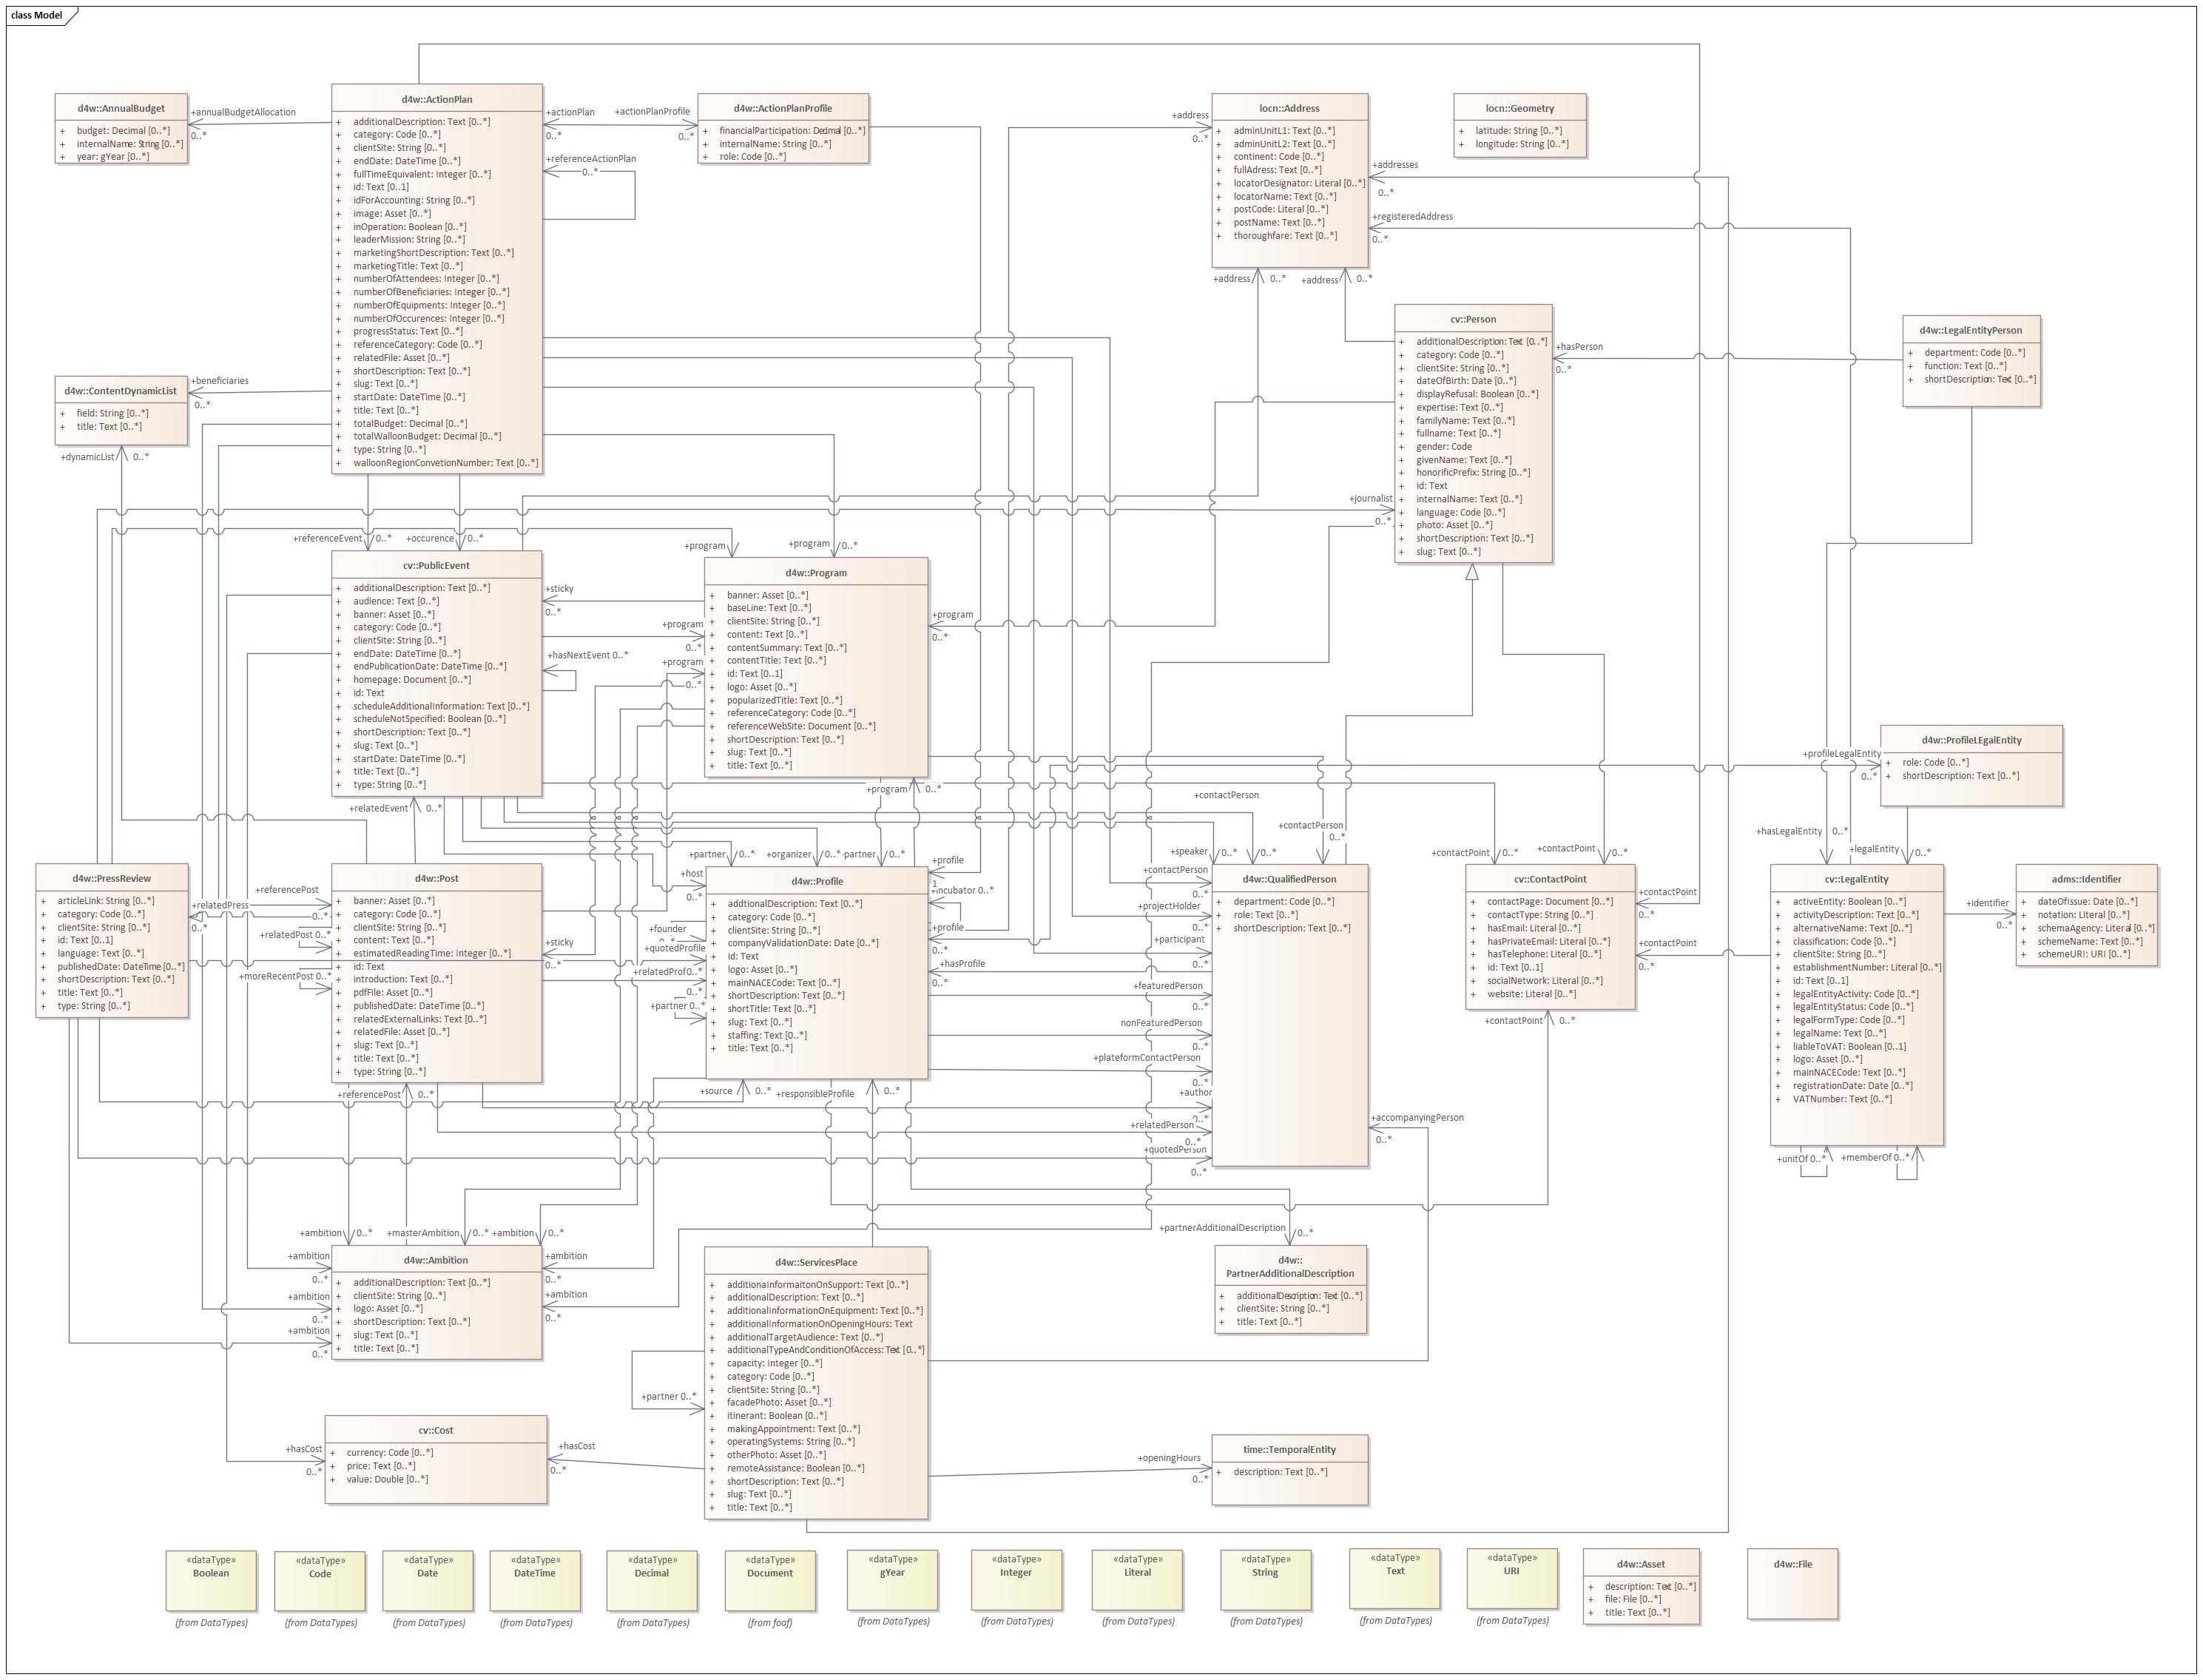 class Model
d4w::AnnualBudget
+ budget: Decimal [0..*]
+ internalName: String [0..*]
+ year: gYear [0..*]
+annualBudgetAllocation
0..*
d4w::ActionPlan
+ additionalDescription: Text [0..*]
+ category: Code [0..*]
+ clientSite: String [0..*]
+ endDate: DateTime [0..*]
+ fullTimeEquivalent: Integer [0..*]
+ id: Text [0..1]
+ idForAccounting: String [0..*]
+ image: Asset [0..*]
+ inOperation: Boolean [0..*]
+ leaderMission: String [0..*]
+ marketingShortDescription: Text [0..*]
+ marketingTitle: Text [0..*]
+ numberOfAttendees: Integer [0..*]
+ numberOfBeneficiaries: Integer [0..*]
+ numberOfEquipments: Integer [0..*]
+ numberOfOccurences: Integer [0..*]
+ progressStatus: Text [0..*]
+ referenceCategory: Code [0..*]
+ relatedFile: Asset [0..*]
+ shortDescription: Text [0..*]
+ slug: Text [0..*]
+ startDate: DateTime [0..*]
+ title: Text [0..*]
+ totalBudget: Decimal [0..*]
+ totalWalloonBudget: Decimal [0..*]
+ type: String [0..*]
+ walloonRegionConvetionNumber: Text [0..*]
+actionPlan
0..*
+actionPlanProfile
0..*
+referenceActionPlan
0..*
d4w::ActionPlanProfile
+ financialParticipation: Decimal [0..*]
+ internalName: String [0..*]
+ role: Code [0..*]
+address
0..*
locn::Address
+ adminUnitL1: Text [0..*]
+ adminUnitL2: Text [0..*]
+ continent: Code [0..*]
+ fullAdress: Text [0..*]
+ locatorDesignator: Literal [0..*]
+ locatorName: Text [0..*]
+ postCode: Literal [0..*]
+ postName: Text [0..*]
+ thoroughfare: Text [0..*]
+addresses
0..*
+registeredAddress
0..*
+address 0..*
+address 0..*
locn::Geometry
+ latitude: String [0..*]
+ longitude: String [0..*]
cv::Person
+ additionalDescription: Text [0..*]
+ category: Code [0..*]
+ clientSite: String [0..*]
+ dateOfBirth: Date [0..*]
+ displayRefusal: Boolean [0..*]
+ expertise: Text [0..*]
+ familyName: Text [0..*]
+ fullname: Text [0..*]
+ gender: Code
+ givenName: Text [0..*]
+ honorificPrefix: String [0..*]
+ id: Text
+ internalName: Text [0..*]
+ language: Code [0..*]
+ photo: Asset [0..*]
+ shortDescription: Text [0..*]
+ slug: Text [0..*]
+hasPerson
0..*
+journalist
0..*
d4w::LegalEntityPerson
+ department: Code [0..*]
+ function: Text [0..*]
+ shortDescription: Text [0..*]
d4w::ContentDynamicList
+ field: String [0..*]
+ title: Text [0..*]
+beneficiaries
0..*
+dynamicList 0..*
+referenceEvent 0..*
+occurence 0..*
+program
+program 0..*
cv::PublicEvent
+ additionalDescription: Text [0..*]
+ audience: Text [0..*]
+ banner: Asset [0..*]
+ category: Code [0..*]
+ clientSite: String [0..*]
+ endDate: DateTime [0..*]
+ endPublicationDate: DateTime [0..*]
+ homepage: Document [0..*]
+ id: Text
+ scheduleAdditionalInformation: Text [0..*]
+ scheduleNotSpecified: Boolean [0..*]
+ shortDescription: Text [0..*]
+ slug: Text [0..*]
+ startDate: DateTime [0..*]
+ title: Text [0..*]
+ type: String [0..*]
+sticky
0..*
+program
0..*
+hasNextEvent 0..*
+program
0..*
d4w::Program
+ banner: Asset [0..*]
+ baseLine: Text [0..*]
+ clientSite: String [0..*]
+ content: Text [0..*]
+ contentSummary: Text [0..*]
+ contentTitle: Text [0..*]
+ id: Text [0..1]
+ logo: Asset [0..*]
+ popularizedTitle: Text [0..*]
+ referenceCategory: Code [0..*]
+ referenceWebSite: Document [0..*]
+ shortDescription: Text [0..*]
+ slug: Text [0..*]
+ title: Text [0..*]
+program
0..*
+program 0..*
+relatedEvent 0..*
d4w::ProfileLEgalEntity
+ role: Code [0..*]
+ shortDescription: Text [0..*]
+profileLegalEntity
0..*
+contactPerson
+contactPerson
0..*
+hasLegalEntity 0..*
+legalEntity 0..*
+partner 0..*
+organizer 0..*
+partner 0..*
+speaker 0..*
0..*
+contactPoint 0..*
+contactPoint 0..*
d4w::PressReview
+ articleLink: String [0..*]
+ category: Code [0..*]
+ clientSite: String [0..*]
+ id: Text [0..1]
+ language: Text [0..*]
+ publishedDate: DateTime [0..*]
+ shortDescription: Text [0..*]
+ title: Text [0..*]
+ type: String [0..*]
+relatedPress
0..*
+referencePost
0..*
+relatedPost 0..*
+moreRecentPost 0..*
d4w::Post
+ banner: Asset [0..*]
+ category: Code [0..*]
+ clientSite: String [0..*]
+ content: Text [0..*]
+ estimatedReadingTime: Integer [0..*]
+ id: Text
+ introduction: Text [0..*]
+ pdfFile: Asset [0..*]
+ publishedDate: DateTime [0..*]
+ relatedExternalLinks: Text [0..*]
+ relatedFile: Asset [0..*]
+ slug: Text [0..*]
+ title: Text [0..*]
+ type: String [0..*]
+sticky
0..*
+host
0..*
+founder
0..*
+quotedProfile
0..*
+relatedProf0..*
0..*
+partner 0..*
d4w::Profile
+ addtionalDescription: Text [0..*]
+ category: Code [0..*]
+ clientSite: String [0..*]
+ companyValidationDate: Date [0..*]
+ id: Text
+ logo: Asset [0..*]
+ mainNACECode: Text [0..*]
+ shortDescription: Text [0..*]
+ shortTitle: Text [0..*]
+ slug: Text [0..*]
+ staffing: Text [0..*]
+ title: Text [0..*]
+profile
1
+incubator 0..*
+profile
0..*
+hasProfile
0..*
+contactPerson
0..*
+projectHolder
0..*
+participant
0..*
+featuredPerson
0..*
nonFeaturedPerson
0..*
+plateformContactPerson
0..*
+author
0..*
+relatedPerson
0..*
+quotedPerson
0..*
d4w::QualifiedPerson
+ department: Code [0..*]
+ role: Text [0..*]
+ shortDescription: Text [0..*]
+accompanyingPerson
0..*
cv::ContactPoint
+ contactPage: Document [0..*]
+ contactType: String [0..*]
+ hasEmail: Literal [0..*]
+ hasPrivateEmail: Literal [0..*]
+ hasTelephone: Literal [0..*]
+ id: Text [0..1]
+ socialNetwork: Literal [0..*]
+ website: Literal [0..*]
+contactPoint
0..*
+contactPoint
0..*
+contactPoint 0..*
cv::LegalEntity
+ activeEntity: Boolean [0..*]
+ activityDescription: Text [0..*]
+ alternativeName: Text [0..*]
+ classification: Code [0..*]
+ clientSite: String [0..*]
+ establishmentNumber: Literal [0..*]
+ id: Text [0..1]
+ legalEntityActivity: Code [0..*]
+ legalEntityStatus: Code [0..*]
+ legalFormType: Code [0..*]
+ legalName: Text [0..*]
+ liableToVAT: Boolean [0..1]
+ logo: Asset [0..*]
+ mainNACECode: Text [0..*]
+ registrationDate: Date [0..*]
+ VATNumber: Text [0..*]
+unitOf 0..*
+memberOf 0..*
+identifier
0..*
adms::Identifier
+ dateOfIssue: Date [0..*]
+ notation: Literal [0..*]
+ schemaAgency: Literal [0..*]
+ schemeName: Text [0..*]
+ schemeURI: URI [0..*]
+referencePost 0..*
+source 0..*
+responsibleProfile 0..*
+ambition 0..*
+masterAmbition 0..*
+ambition 0..*
+ambition
0..*
+ambition
0..*
+ambition
0..*
d4w::Ambition
+ additionalDescription: Text [0..*]
+ clientSite: String [0..*]
+ logo: Asset [0..*]
+ shortDescription: Text [0..*]
+ slug: Text [0..*]
+ title: Text [0..*]
+ambition
0..*
+ambition
0..*
d4w::ServicesPlace
+ additionaInformaitonOnSupport: Text [0..*]
+ additionalDescription: Text [0..*]
+ additionalInformationOnEquipment: Text [0..*]
+ additionalInformationOnOpeningHours: Text
+ additionalTargetAudience: Text [0..*]
+ additionalTypeAndConditionOfAccess: Text [0..*]
+ capacity: Integer [0..*]
+ category: Code [0..*]
+ clientSite: String [0..*]
+ facadePhoto: Asset [0..*]
+ itinerant: Boolean [0..*]
+ makingAppointment: Text [0..*]
+ operatingSystems: String [0..*]
+ otherPhoto: Asset [0..*]
+ remoteAssistance: Boolean [0..*]
+ shortDescription: Text [0..*]
+ slug: Text [0..*]
+ title: Text [0..*]
+partner 0..*
+partnerAdditionalDescription 0..*
d4w::
PartnerAdditionalDescription
+ additionalDescription: Text [0..*]
+ clientSite: String [0..*]
+ title: Text [0..*]
cv::Cost
+ currency: Code [0..*]
+ price: Text [0..*]
+ value: Double [0..*]
+hasCost
0..*
+hasCost
0..*
+openingHours
0..*
time::TemporalEntity
+ description: Text [0..*]
«dataType»
Boolean
(from DataTypes)
«dataType»
Code
(from DataTypes)
«dataType»
Date
(from DataTypes)
«dataType»
DateTime
(from DataTypes)
«dataType»
Decimal
(from DataTypes)
«dataType»
Document
(from foaf)
«dataType»
gYear
(from DataTypes)
«dataType»
Integer
(from DataTypes)
«dataType»
Literal
(from DataTypes)
«dataType»
String
(from DataTypes)
«dataType»
Text
(from DataTypes)
«dataType»
URI
(from DataTypes)
d4w::Asset
+ description: Text [0..*]
+ file: File [0..*]
+ title: Text [0..*]
d4w::File